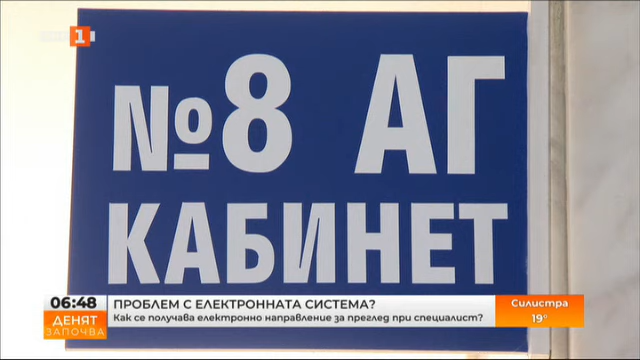 БНТ 1
№8 АГ
КАБИНЕТ
06:48
ПРОБЛЕМ С ЕЛЕКТРОННАТА СИСТЕМА?
Силистра
ДЕНЯТ
ЗАПОЧВА
Как се получава електронно направление за преглед при специалист?
19°